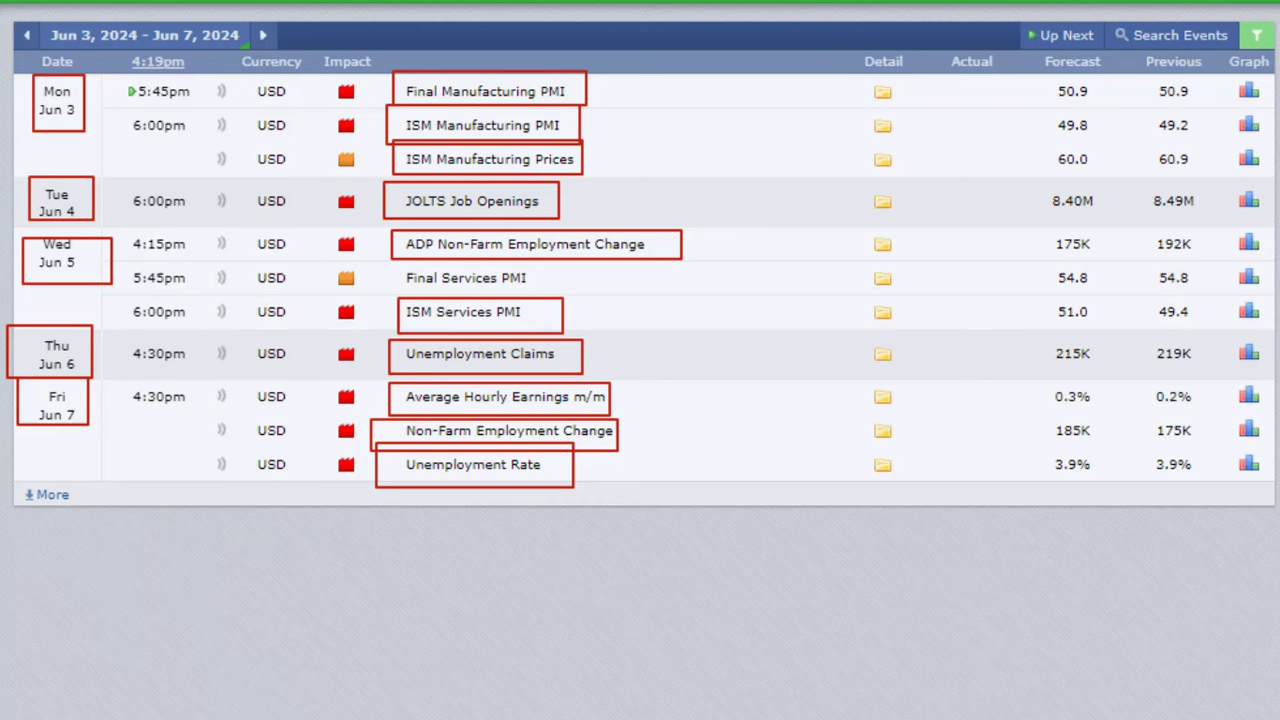 Jun 3, 2024 - Jun 7, 2024 Up Next Search Events
Date 4:19pm Currency Impact Detail Actual Forecast Previous Graph
Mon Jun 3 5:45pm USD Final Manufacturing PMI 50.9 50.9
6:00pm USD ISM Manufacturing PMI 49.8 49.2
USD ISM Manufacturing Prices 60.0 60.9
Tue Jun 4 6:00pm USD JOLTS Job Openings 8.40M 8.49M
Wed Jun 5 4:15pm USD ADP Non-Farm Employment Change 175K 192K
5:45pm USD Final Services PMI 54.8 54.8
6:00pm USD ISM Services PMI 51.0 49.4
Thu Jun 6 4:30pm USD Unemployment Claims 215K 219K
Fri Jun 7 4:30pm USD Average Hourly Earnings m/m 0.3% 0.2%
USD Non-Farm Employment Change 185K 175K
USD Unemployment Rate 3.9% 3.9%
More